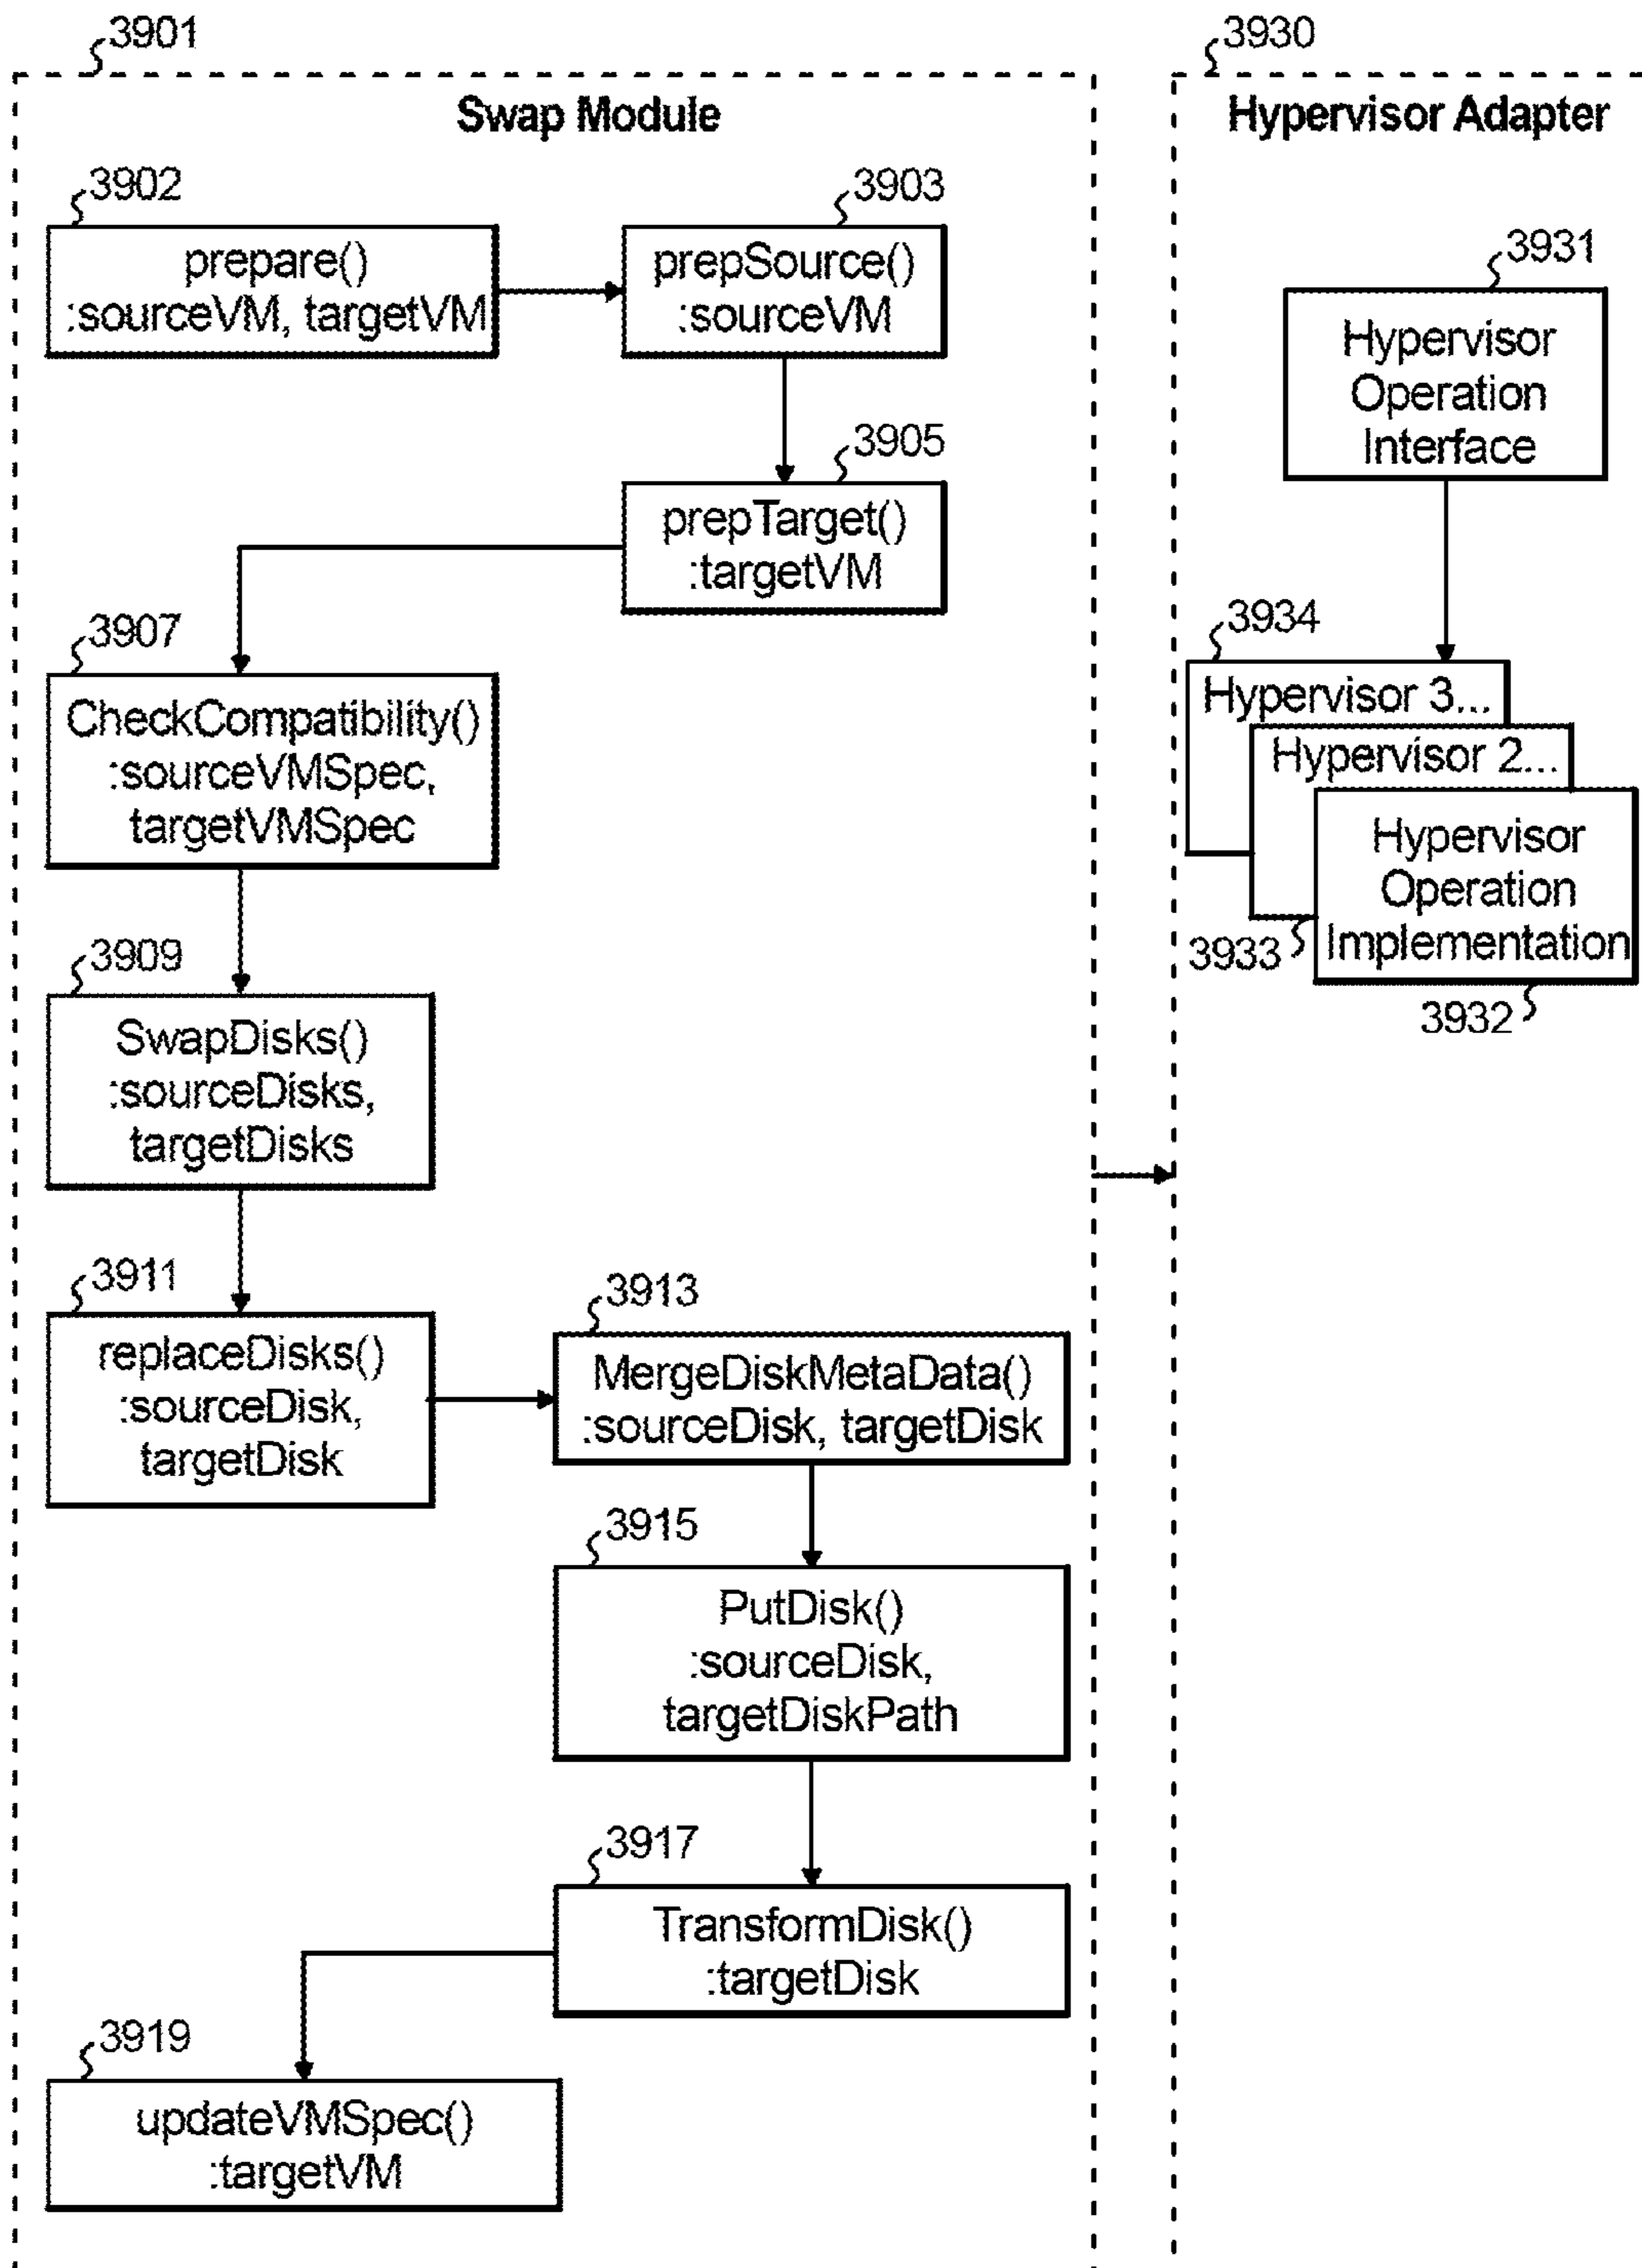 3901
Swap Module
3902
prepare()
:sourceVM, targetVM
3903
prepSource()
:sourceVM
3905
prepTarget()
:targetVM
3907
CheckCompatibility()
:sourceVMSpec,
targetVMSpec
3909
SwapDisks()
:sourceDisks,
targetDisks
3911
replaceDisks()
:sourceDisk,
targetDisk
3913
MergeDiskMetaData()
:sourceDisk, targetDisk
3915
PutDisk()
:sourceDisk,
targetDiskPath
3917
TransformDisk()
:targetDisk
3919
updateVMSpec()
:targetVM
3930
Hypervisor Adapter
3931
Hypervisor
Operation
Interface
3934
Hypervisor 3...
Hypervisor 2...
Hypervisor
Operation
Implementation
3933
3932